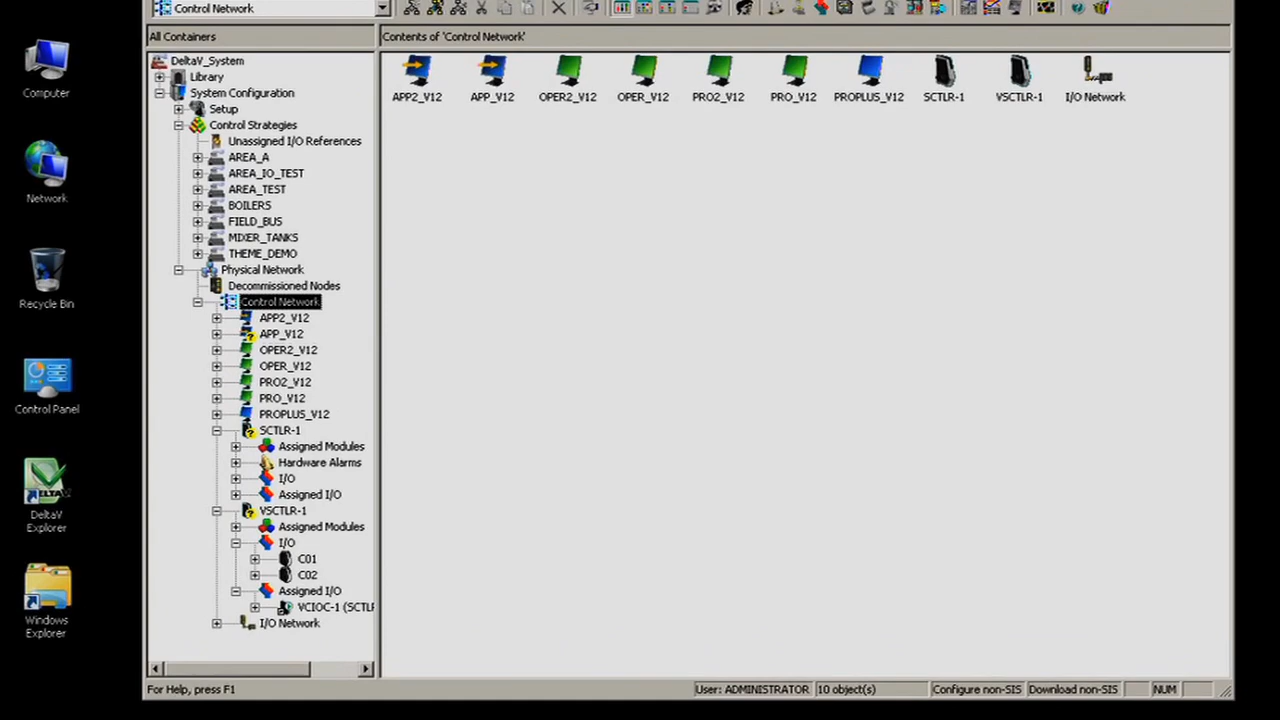 Control Network
All Containers
Contents of 'Control Network'
DeltaV_System
Library
System Configuration
Setup
Control Strategies
Unassigned I/O References
AREA_A
AREA_IO_TEST
AREA_TEST
BOILERS
FIELD_BUS
MIXER_TANKS
THEME_DEMO
Physical Network
Decommissioned Nodes
Control Network
APP2_V12
APP_V12
OPER2_V12
OPER_V12
PRO2_V12
PRO_V12
PROPLUS_V12
SCTLR-1
Assigned Modules
Hardware Alarms
I/O
Assigned I/O
VSCTLR-1
Assigned Modules
I/O
C01
C02
Assigned I/O
VCIOC-1 (SCTLF
I/O Network
APP2_V12 APP_V12 OPER2_V12 OPER_V12 PRO2_V12 PRO_V12 PROPLUS_V12 SCTLR-1 VSCTLR-1 I/O Network
Computer
Network
Recycle Bin
Control Panel
DeltaV
Explorer
Windows
Explorer
For Help, press F1
User: ADMINISTRATOR
10 object(s)
Configure non-SIS
Download non-SIS
NUM